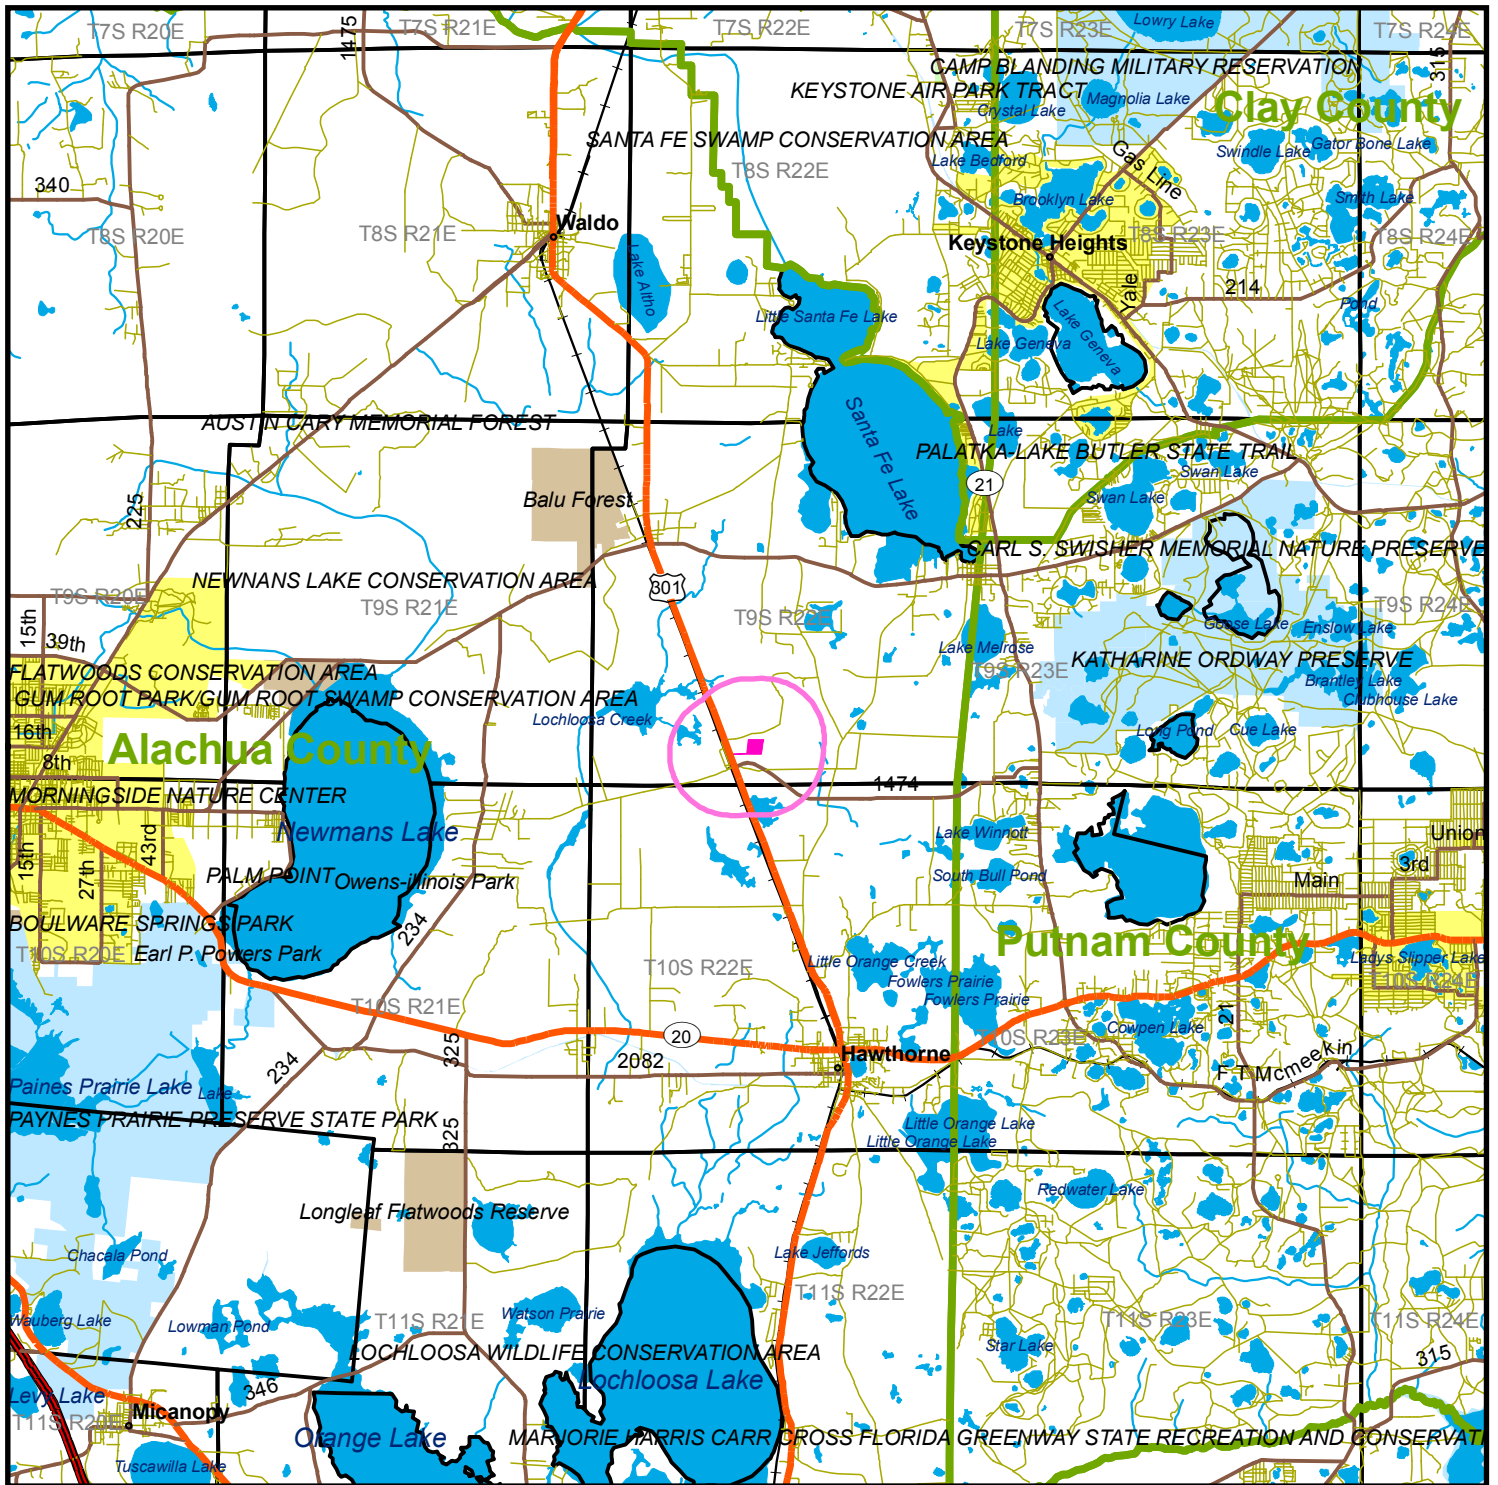 T7S R20E
1475
T7S R21E
T7S R22E
T7S R23E
Lowry Lake
T7S R24E
315
CAMP BLANDING MILITARY RESERVATION
KEYSTONE AIR PARK TRACT
Magnolia Lake
Crystal Lake
Clay County
SANTA FE SWAMP CONSERVATION AREA
Lake Bedford
Gas Line
Swindle Lake
Gator Bone Lake
T8S R22E
340
Brooklyn Lake
Smith Lake
Waldo
T8S R20E
T8S R21E
Keystone Heights
T8S R23E
T8S R24E
Lake Altho
Yale
214
Pond
Little Santa Fe Lake
Lake Geneva
Lake Geneva
AUSTIN CARY MEMORIAL FOREST
Santa Fe Lake
Lake
PALATKA-LAKE BUTLER STATE TRAIL
Swan Lake
21
Swan Lake
Balu Forest
225
CARL S. SWISHER MEMORIAL NATURE PRESERVE
NEWNANS LAKE CONSERVATION AREA
301
T9S R20E
T9S R21E
T9S R22E
T9S R24E
15th
39th
Goose Lake
Enslow Lake
Lake Melrose
FLATWOODS CONSERVATION AREA
T9S R23E
KATHARINE ORDWAY PRESERVE
Brantley Lake
GUM ROOT PARK/GUM ROOT SWAMP CONSERVATION AREA
Clubhouse Lake
Lochloosa Creek
16th
Long Pond
Cue Lake
Alachua County
8th
1474
MORNINGSIDE NATURE CENTER
Newmans Lake
Lake Winnott
Union
15th
27th
43rd
3rd
PALM POINT
Owens-illinois Park
South Bull Pond
Main
BOULWARE SPRINGS PARK
234
Putnam County
T10S R20E
Earl P. Powers Park
Little Orange Creek
Ladys Slipper Lake
T10S R22E
Fowlers Prairie
T10S R24E
Fowlers Prairie
T10S R21E
21
Cowpen Lake
20
T10S R23E
325
2082
Hawthorne
234
F T Mcmeekin
Paines Prairie Lake
Lake
PAYNES PRAIRIE PRESERVE STATE PARK
325
Little Orange Lake
Little Orange Lake
Redwater Lake
Longleaf Flatwoods Reserve
Chacala Pond
Lake Jeffords
T11S R22E
Wauberg Lake
Lowman Pond
T11S R21E
Watson Prairie
T11S R23E
T11S R24E
Star Lake
LOCHLOOSA WILDLIFE CONSERVATION AREA
315
Levy Lake
346
Lochloosa Lake
Micanopy
T11S R20E
Orange Lake
MARJORIE HARRIS CARR CROSS FLORIDA GREENWAY STATE RECREATION AND CONSERVATI
Tuscawilla Lake